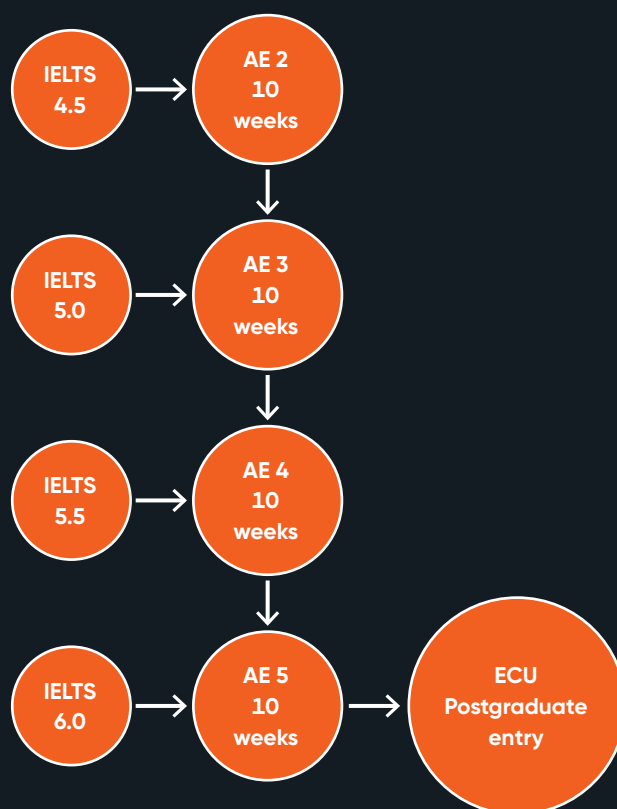 IELTS
4.5
AE 2
10
weeks
IELTS
5.0
AE 3
10
weeks
IELTS
5.5
AE 4
10
weeks
IELTS
6.0
AE 5
10
weeks
ECU
Postgraduate
entry